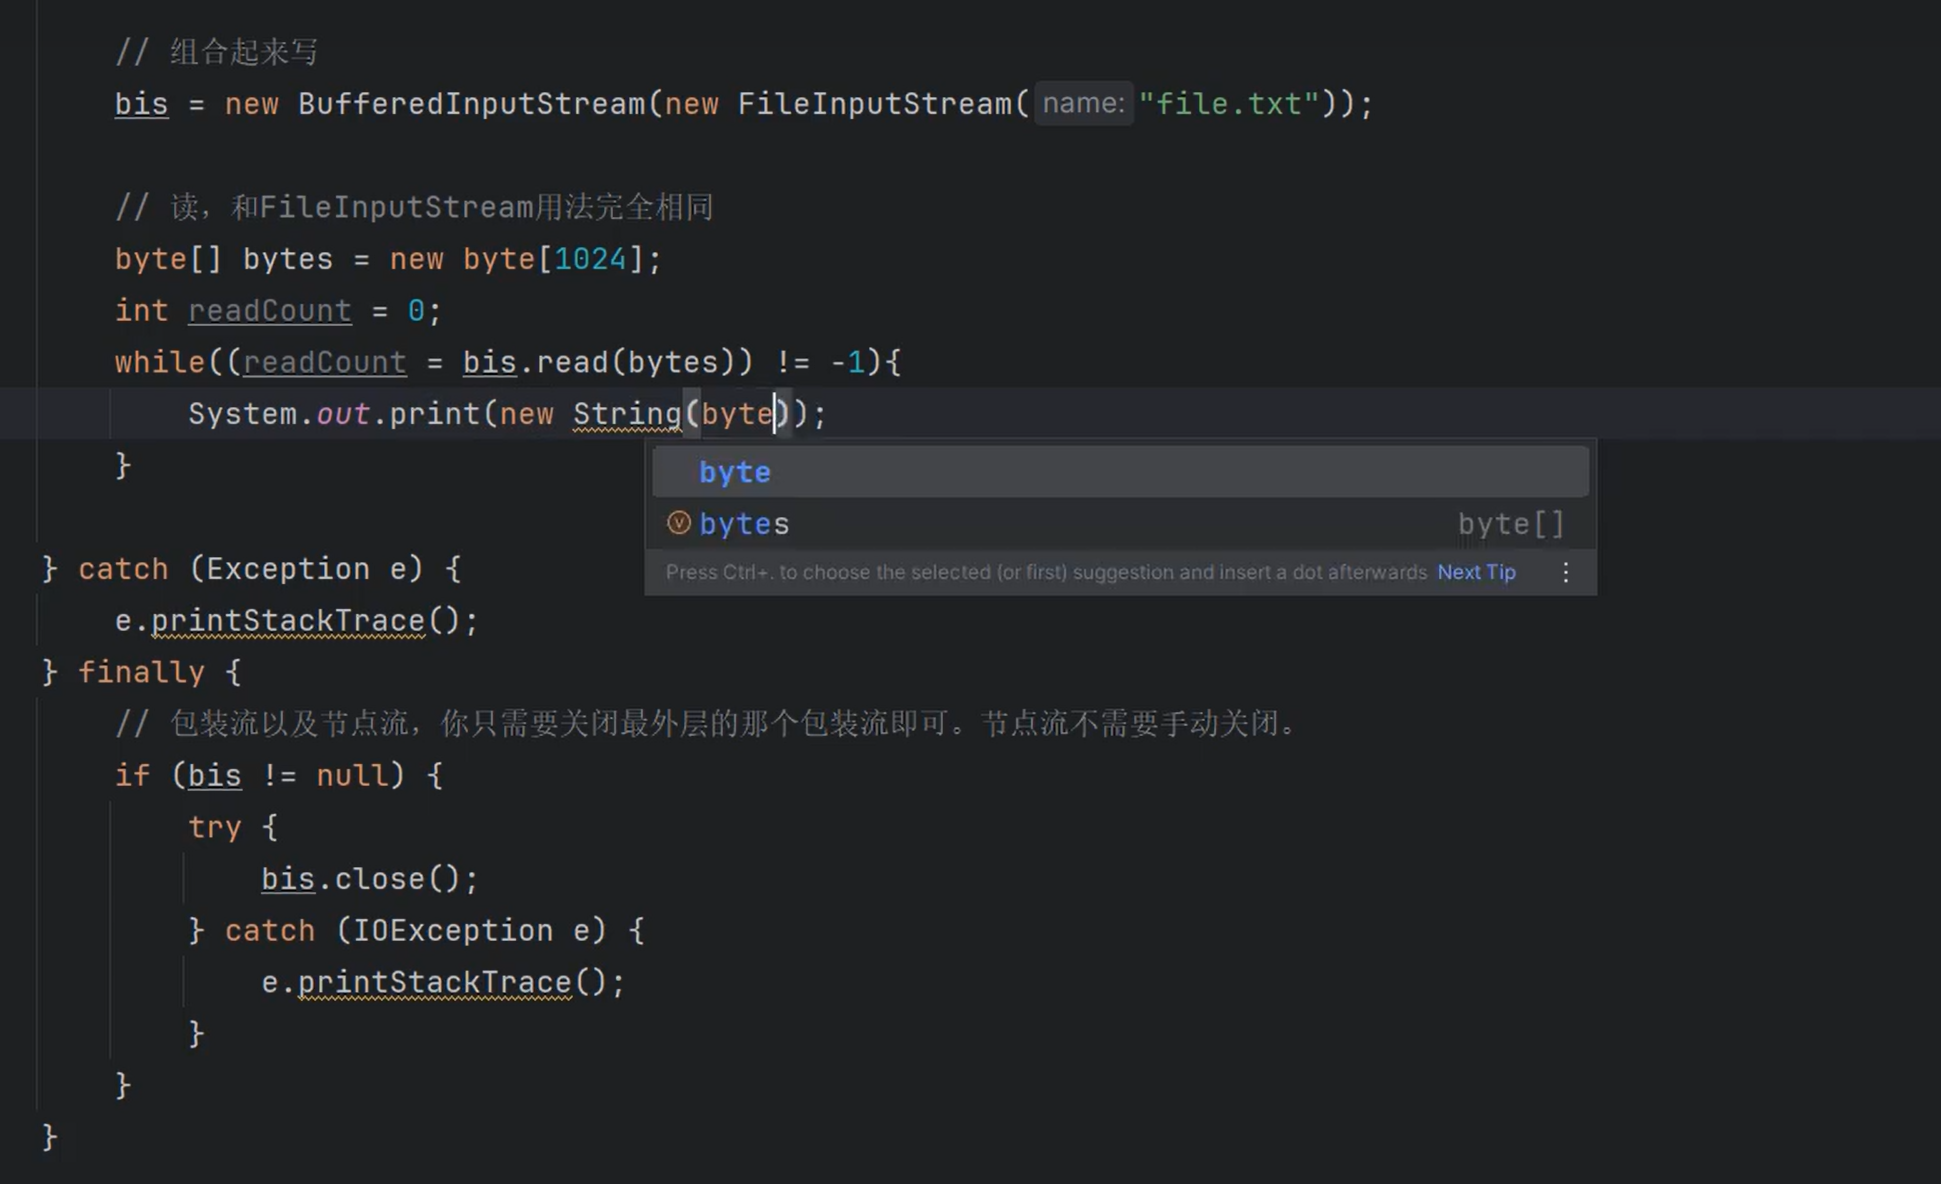 // 组合起来写
bis = new BufferedInputStream(new FileInputStream( name: "file.txt"));
// 读，和FileInputStream用法完全相同
byte[] bytes = new byte[1024];
int readCount = 0;
while((readCount = bis.read(bytes)) != -1){
System.out.print(new String(byte));
byte
bytes byte[]
Press Ctrl+. to choose the selected (or first) suggestion and insert a dot afterwards Next Tip
}
} catch (Exception e) {
e.printStackTrace();
} finally {
// 包装流以及节点流，你只需要关闭最外层的那个包装流即可。节点流不需要手动关闭。
if (bis != null) {
try {
bis.close();
} catch (IOException e) {
e.printStackTrace();
}
}
}